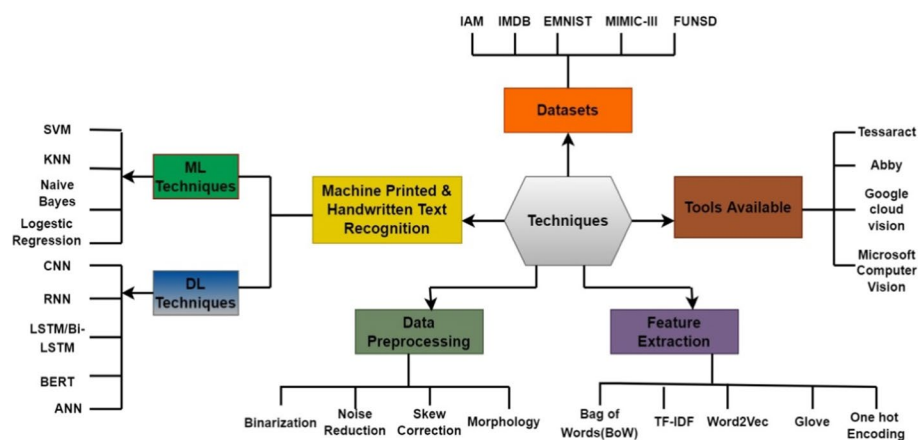 IAM IMDB EMNIST MIMIC-III FUNSD
Datasets
SVM
KNN
Naive
Bayes
Logestic
Regression
ML
Techniques
Machine Printed &
Handwritten Text
Recognition
Techniques
Tools Available
Tessaract
Abby
Google
cloud
vision
Microsoft
Computer
Vision
CNN
RNN
LSTM/Bi-
LSTM
BERT
ANN
DL
Techniques
Data
Preprocessing
Feature
Extraction
Binarization
Noise
Reduction
Skew
Correction
Morphology
Bag of
Words(BoW)
TF-IDF
Word2Vec
Glove
One hot
Encoding